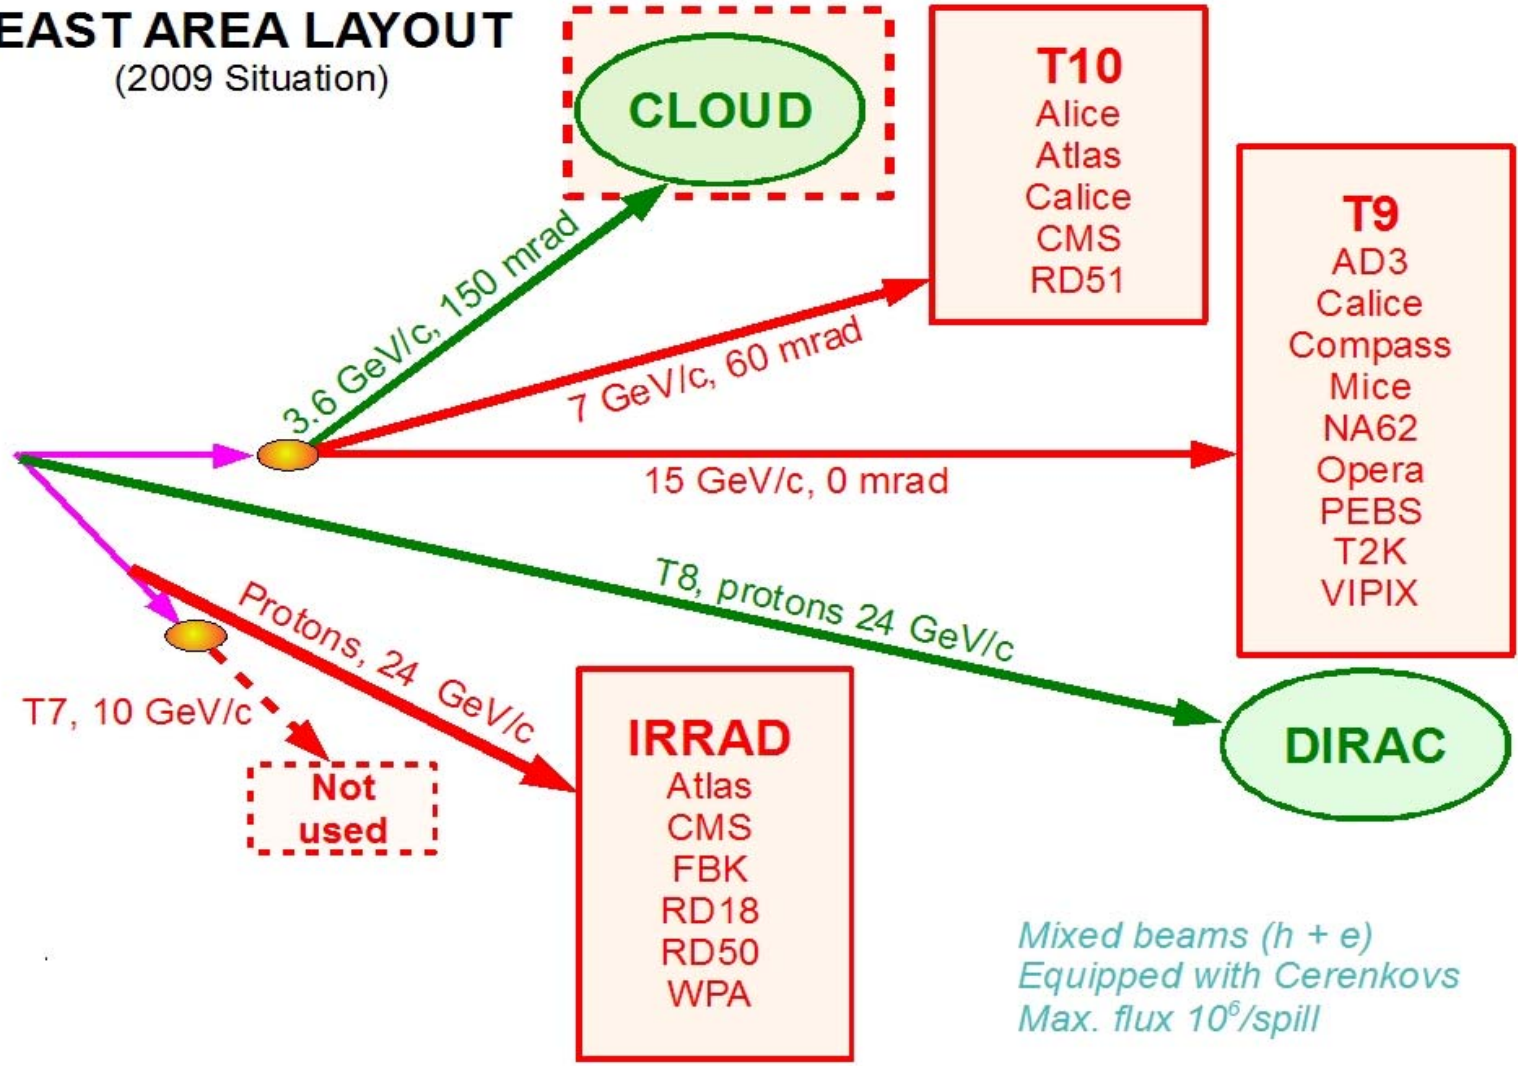 EAST AREA LAYOUT
(2009 Situation)
CLOUD
T10
Alice
Atlas
Calice
CMS
RD51
T9
AD3
Calice
Compass
Mice
NA62
Opera
PEBS
T2K
VIPIX
3.6 GeV/c, 150 mrad
7 GeV/c, 60 mrad
15 GeV/c, 0 mrad
T8, protons 24 GeV/c
Protons, 24 GeV/c
T7, 10 GeV/c
Not
used
IRRAD
Atlas
CMS
FBK
RD18
RD50
WPA
DIRAC
Mixed beams (h + e)
Equipped with Cerenkovs
Max. flux 10⁶/spill